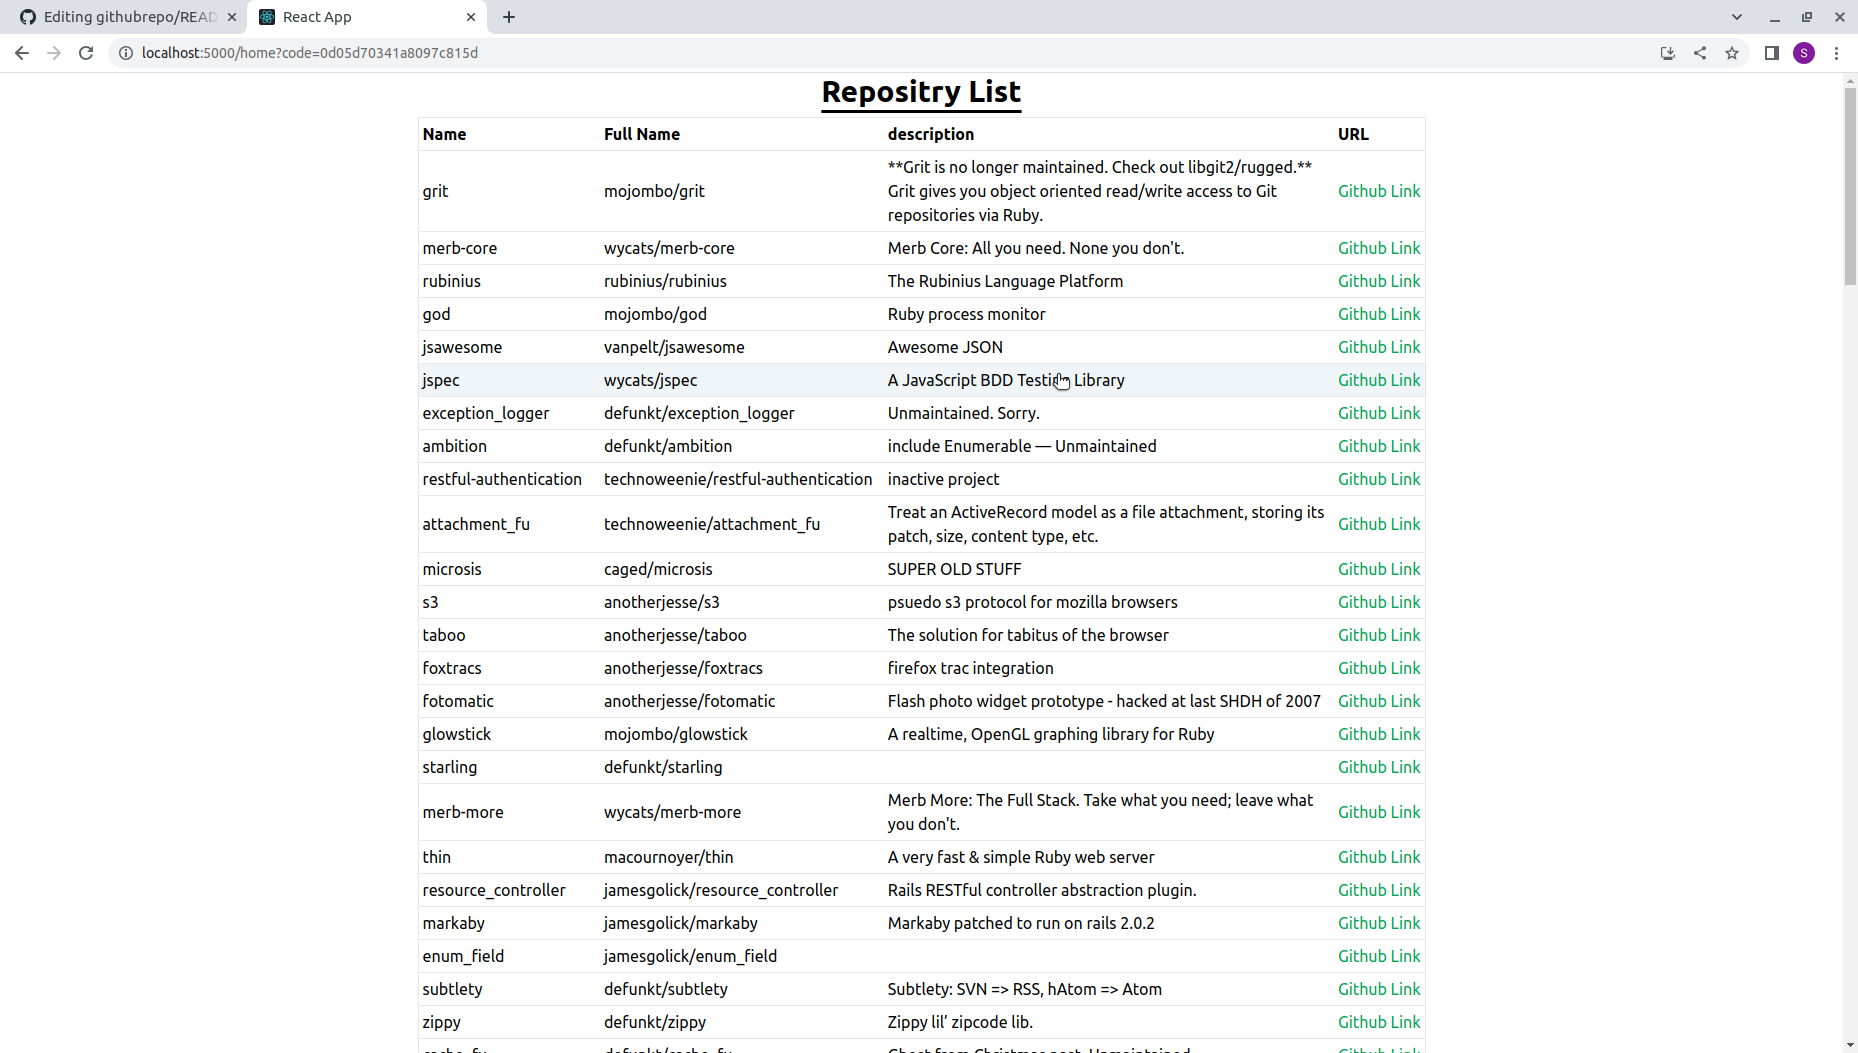 Editing githubrepo/READ
React App
localhost:5000/home?code=0d05d70341a8097c815d
S
Repositry List
Name Full Name description URL
grit mojombo/grit **Grit is no longer maintained. Check out libgit2/rugged.** Github Link
Grit gives you object oriented read/write access to Git
repositories via Ruby.
merb-core wycats/merb-core Merb Core: All you need. None you don't. Github Link
rubinius rubinius/rubinius The Rubinius Language Platform Github Link
god mojombo/god Ruby process monitor Github Link
jsawesome vanpelt/jsawesome Awesome JSON Github Link
jspec wycats/jspec A JavaScript BDD Testing Library Github Link
exception_logger defunkt/exception_logger Unmaintained. Sorry. Github Link
ambition defunkt/ambition include Enumerable — Unmaintained Github Link
restful-authentication technoweenie/restful-authentication inactive project Github Link
attachment_fu technoweenie/attachment_fu Treat an ActiveRecord model as a file attachment, storing its Github Link
patch, size, content type, etc.
microsis caged/microsis SUPER OLD STUFF Github Link
s3 anotherjesse/s3 psuedo s3 protocol for mozilla browsers Github Link
taboo anotherjesse/taboo The solution for tabitus of the browser Github Link
foxtracs anotherjesse/foxtracs firefox trac integration Github Link
fotomatic anotherjesse/fotomatic Flash photo widget prototype - hacked at last SHDH of 2007 Github Link
glowstick mojombo/glowstick A realtime, OpenGL graphing library for Ruby Github Link
starling defunkt/starling Github Link
merb-more wycats/merb-more Merb More: The Full Stack. Take what you need; leave what Github Link
you don't.
thin macournoyer/thin A very fast & simple Ruby web server Github Link
resource_controller jamesgolick/resource_controller Rails RESTful controller abstraction plugin. Github Link
markaby jamesgolick/markaby Markaby patched to run on rails 2.0.2 Github Link
enum_field jamesgolick/enum_field Github Link
subtlety defunkt/subtlety Subtlety: SVN => RSS, hAtom => Atom Github Link
zippy defunkt/zippy Zippy lil’ zipcode lib. Github Link
cache_fu defunkt/cache_fu Ghost from Christmas past. Unmaintained. Github Link